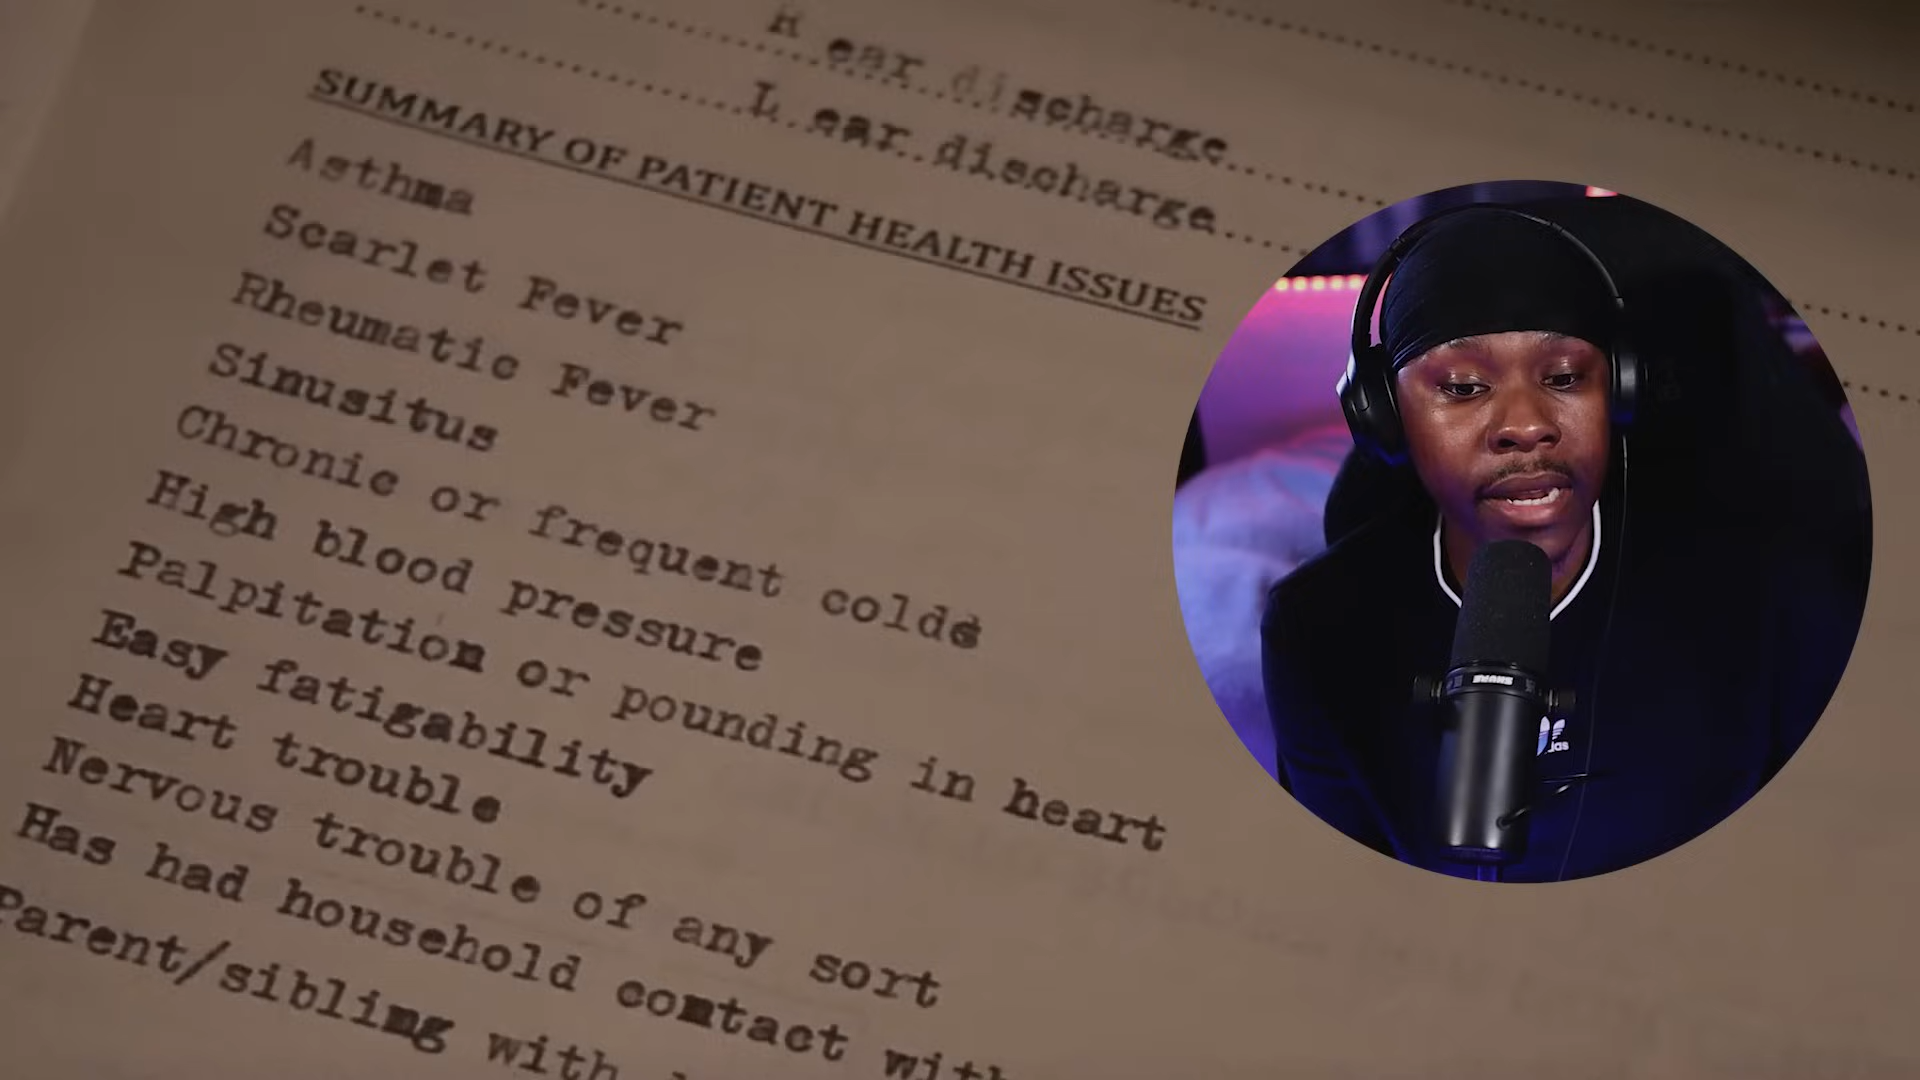 R ear discharge
L ear discharge
SUMMARY OF PATIENT HEALTH ISSUES
Asthma
Scarlet Fever
Rheumatic Fever
Sinusitus
Chronic or frequent colds
High blood pressure
Palpitation or pounding in heart
Easy fatigability
Heart trouble
Nervous trouble of any sort
Has had household contact with
Parent/sibling with
SHURE